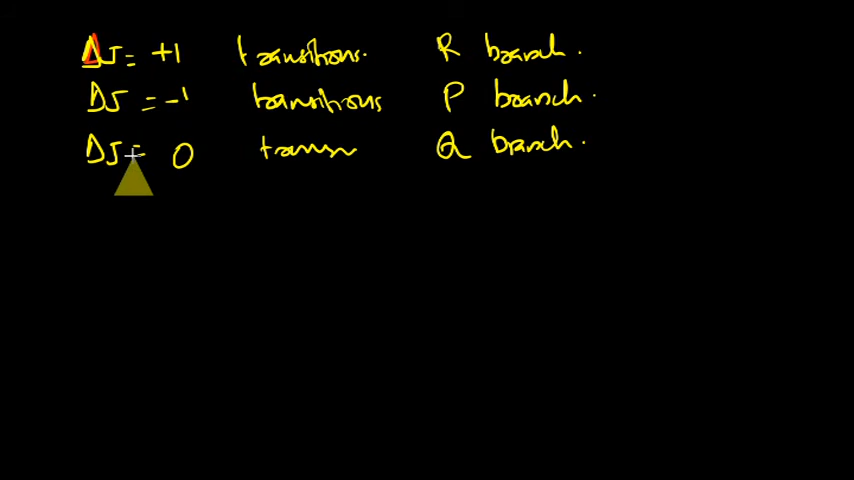 ΔJ = +1 transitions. R branch.
ΔJ = -1 transitions P branch.
ΔJ = 0 transn Q branch.